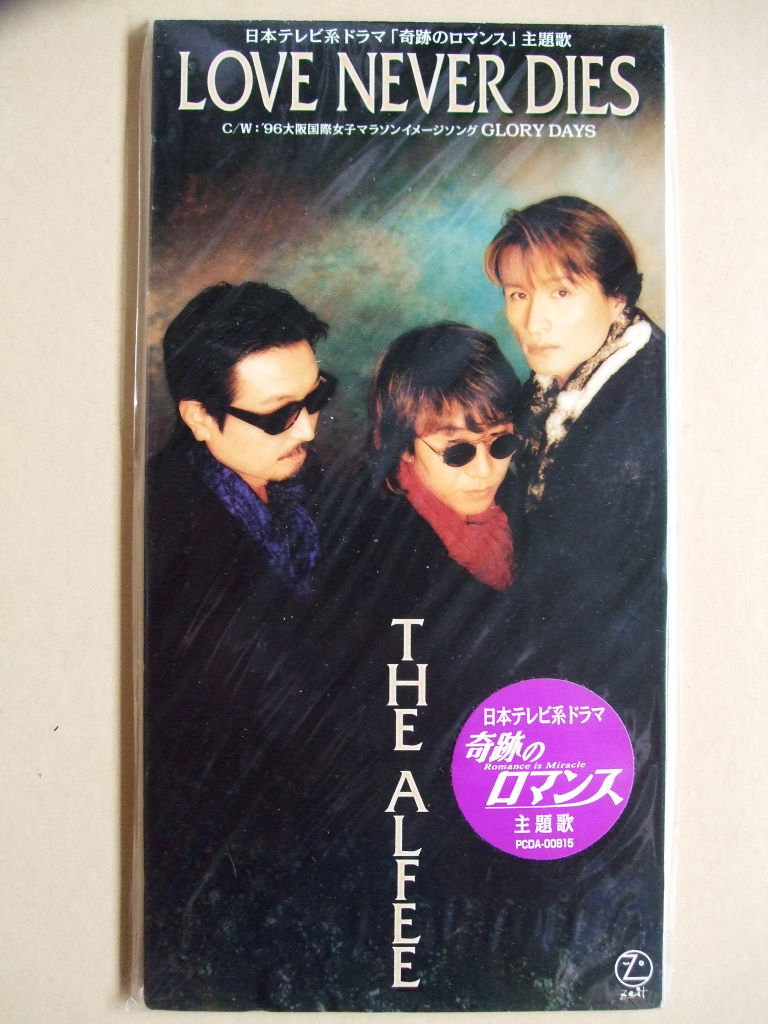 日本テレビ系ドラマ「奇跡のロマンス」主題歌
LOVE NEVER DIES
C/W:'96大阪国際女子マラソンイメージソング GLORY DAYS
THE ALFEE
日本テレビ系ドラマ
奇跡の
Romance is Miracle
ロマンス
主題歌
PCDA-00815
zeit